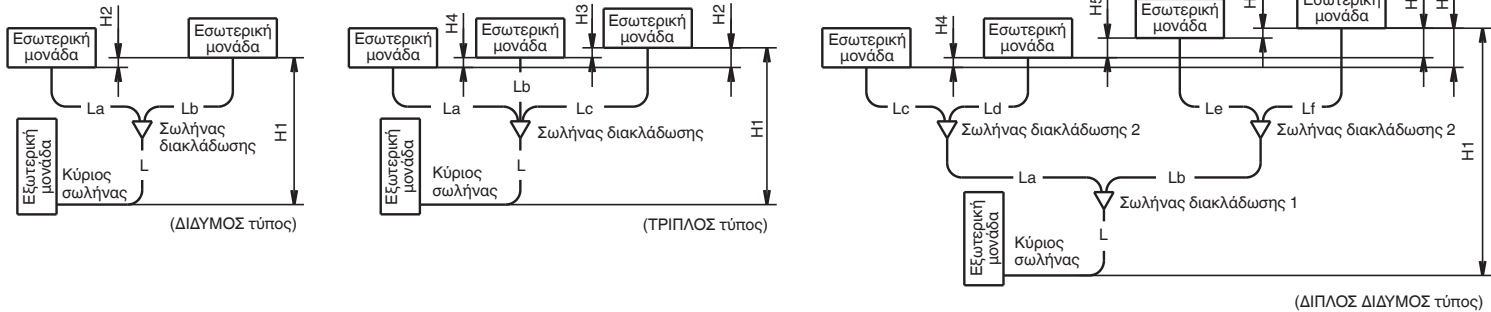 H2
Εσωτερική
μονάδα
Εσωτερική
μονάδα
La
Lb
H1
Σωλήνας
διακλάδωσης
Εξωτερική
μονάδα
L
Κύριος
σωλήνας
(ΔΙΔΥΜΟΣ τύπος)
H4
H3
H2
Εσωτερική
μονάδα
Εσωτερική
μονάδα
Εσωτερική
μονάδα
Lb
La
Lc
H1
Σωλήνας διακλάδωσης
Εξωτερική
μονάδα
L
Κύριος
σωλήνας
(ΤΡΙΠΛΟΣ τύπος)
H4
Εσωτερική
μονάδα
Εσωτερική
μονάδα
Εσωτερική
μονάδα
Εσωτερική
μονάδα
Lc
Ld
Le
Lf
Σωλήνας διακλάδωσης 2
Σωλήνας διακλάδωσης 2
H1
La
Lb
Σωλήνας διακλάδωσης 1
Εξωτερική
μονάδα
L
Κύριος
σωλήνας
(ΔΙΠΛΟΣ ΔΙΔΥΜΟΣ τύπος)